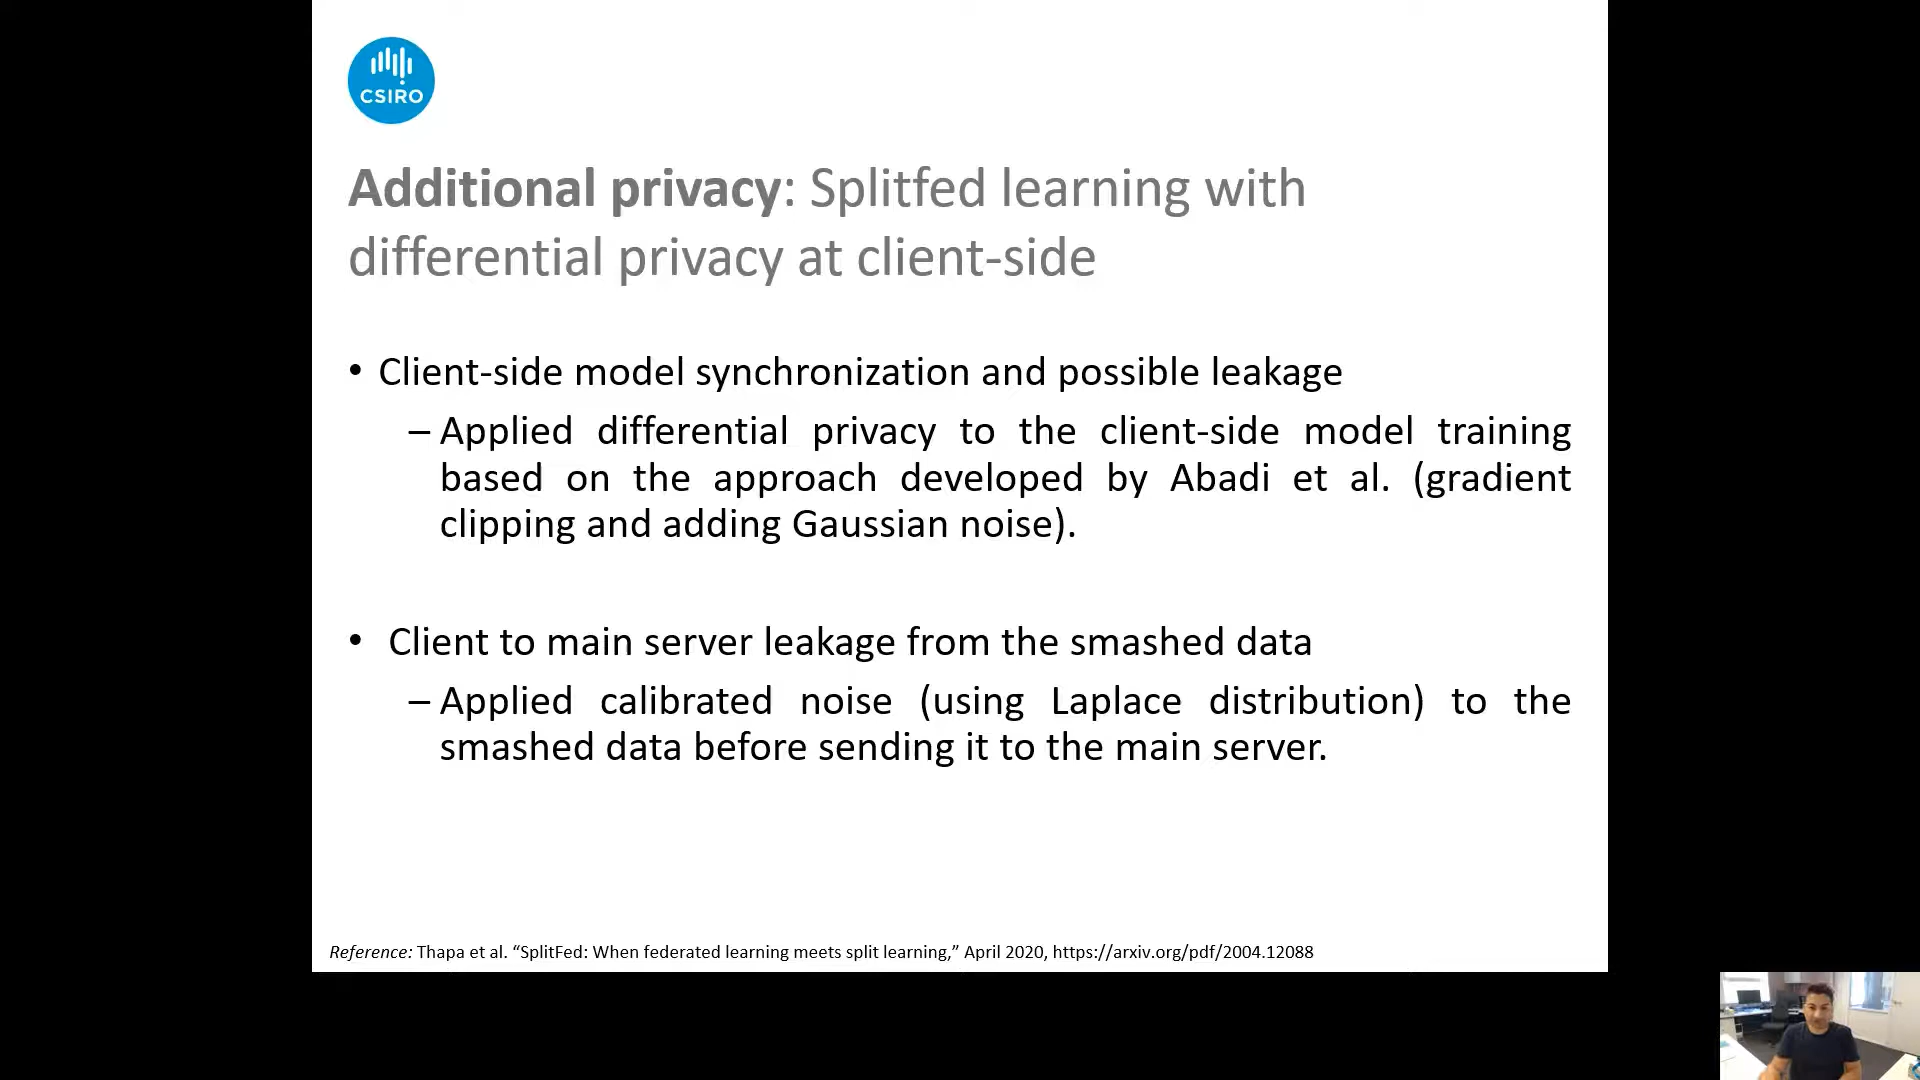 CSIRO
Additional privacy: Splitfed learning with
differential privacy at client-side
• Client-side model synchronization and possible leakage
– Applied differential privacy to the client-side model training
based on the approach developed by Abadi et al. (gradient
clipping and adding Gaussian noise).
• Client to main server leakage from the smashed data
– Applied calibrated noise (using Laplace distribution) to the
smashed data before sending it to the main server.
Reference: Thapa et al. “SplitFed: When federated learning meets split learning,” April 2020, https://arxiv.org/pdf/2004.12088